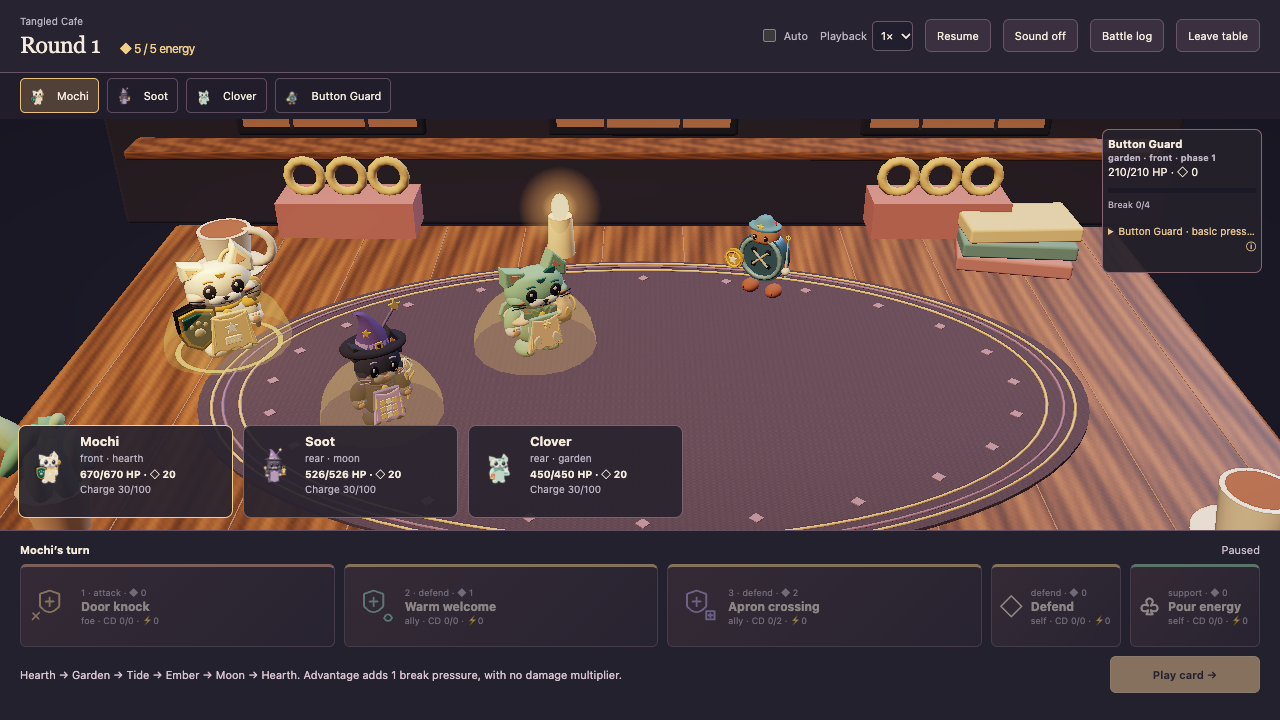 Tangled Cafe
Round 1
5 / 5 energy
Auto
Playback
1×
Resume
Sound off
Battle log
Leave table
Mochi
Soot
Clover
Button Guard
Button Guard
garden · front · phase 1
210/210 HP · ◇ 0
Break 0/4
▸ Button Guard · basic press…
Mochi
front · hearth
670/670 HP · ◇ 20
Charge 30/100
Soot
rear · moon
526/526 HP · ◇ 20
Charge 30/100
Clover
rear · garden
450/450 HP · ◇ 20
Charge 30/100
Mochi's turn
Paused
1 · attack · ◆ 0
Door knock
foe · CD 0/0 · ⚡0
2 · defend · ◆ 1
Warm welcome
ally · CD 0/0 · ⚡0
3 · defend · ◆ 2
Apron crossing
ally · CD 0/2 · ⚡0
defend · ◆ 0
Defend
self · CD 0/0 · ⚡0
support · ◆ 0
Pour energy
self · CD 0/0 · ⚡0
Hearth → Garden → Tide → Ember → Moon → Hearth. Advantage adds 1 break pressure, with no damage multiplier.
Play card →